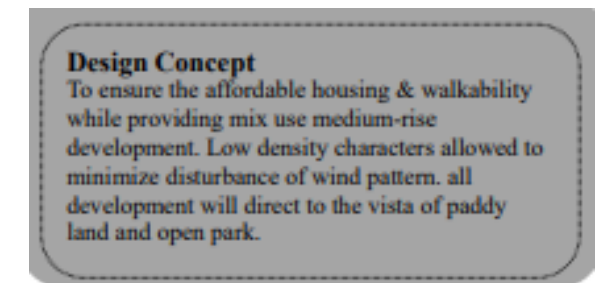 Design Concept
To ensure the affordable housing & walkability
while providing mix use medium-rise
development. Low density characters allowed to
minimize disturbance of wind pattern. all
development will direct to the vista of paddy
land and open park.